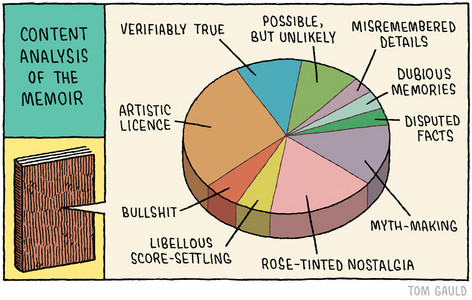 CONTENT
ANALYSIS
OF THE
MEMOIR
VERIFIABLY TRUE
POSSIBLE,
BUT UNLIKELY
MISREMEMBERED
DETAILS
DUBIOUS
MEMORIES
DISPUTED
FACTS
MYTH-MAKING
ROSE-TINTED NOSTALGIA
LIBELLOUS
SCORE-SETTLING
BULLSHIT
ARTISTIC
LICENCE
TOM GAULD